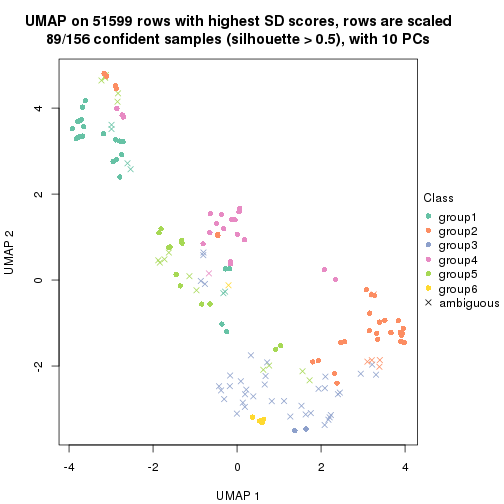 UMAP on 51599 rows with highest SD scores, rows are scaled
89/156 confident samples (silhouette > 0.5), with 10 PCs
4
2
0
-2
UMAP 2
-4
-2
0
2
4
UMAP 1
Class
group1
group2
group3
group4
group5
group6
ambiguous